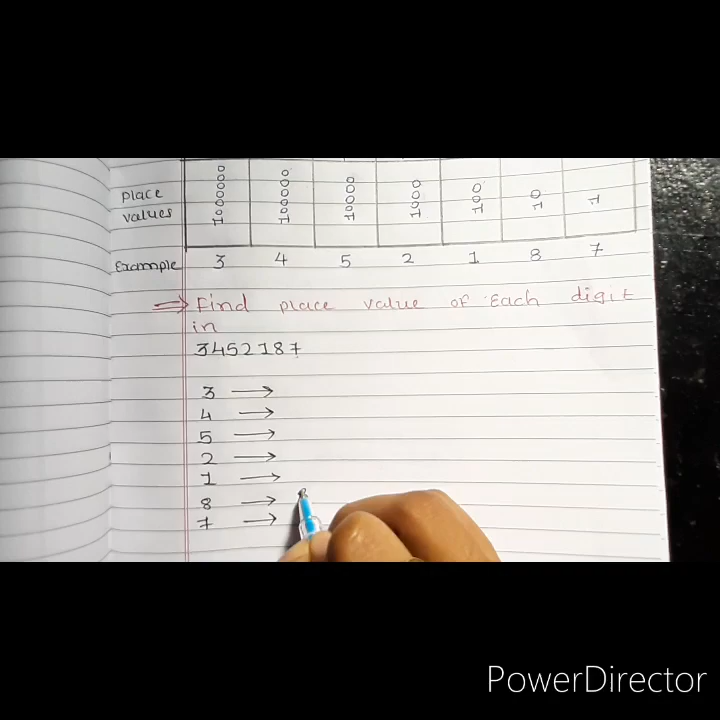 place
values
1000000 100000 10000 1000 100 10 1
Example 3 4 5 2 1 8 7
⇒ Find place value of Each digit
in
3452187
3 →
4 →
5 →
2 →
1 →
8 →
7 →
PowerDirector